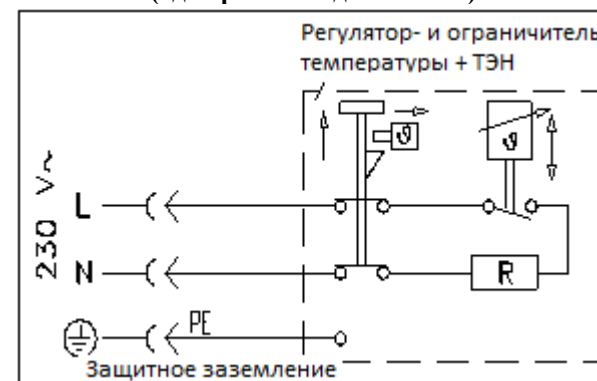 Регулятор- и ограничитель
температуры + ТЭН
ϑ
ϑ
230 V~
L
N
R
PE
Защитное заземление